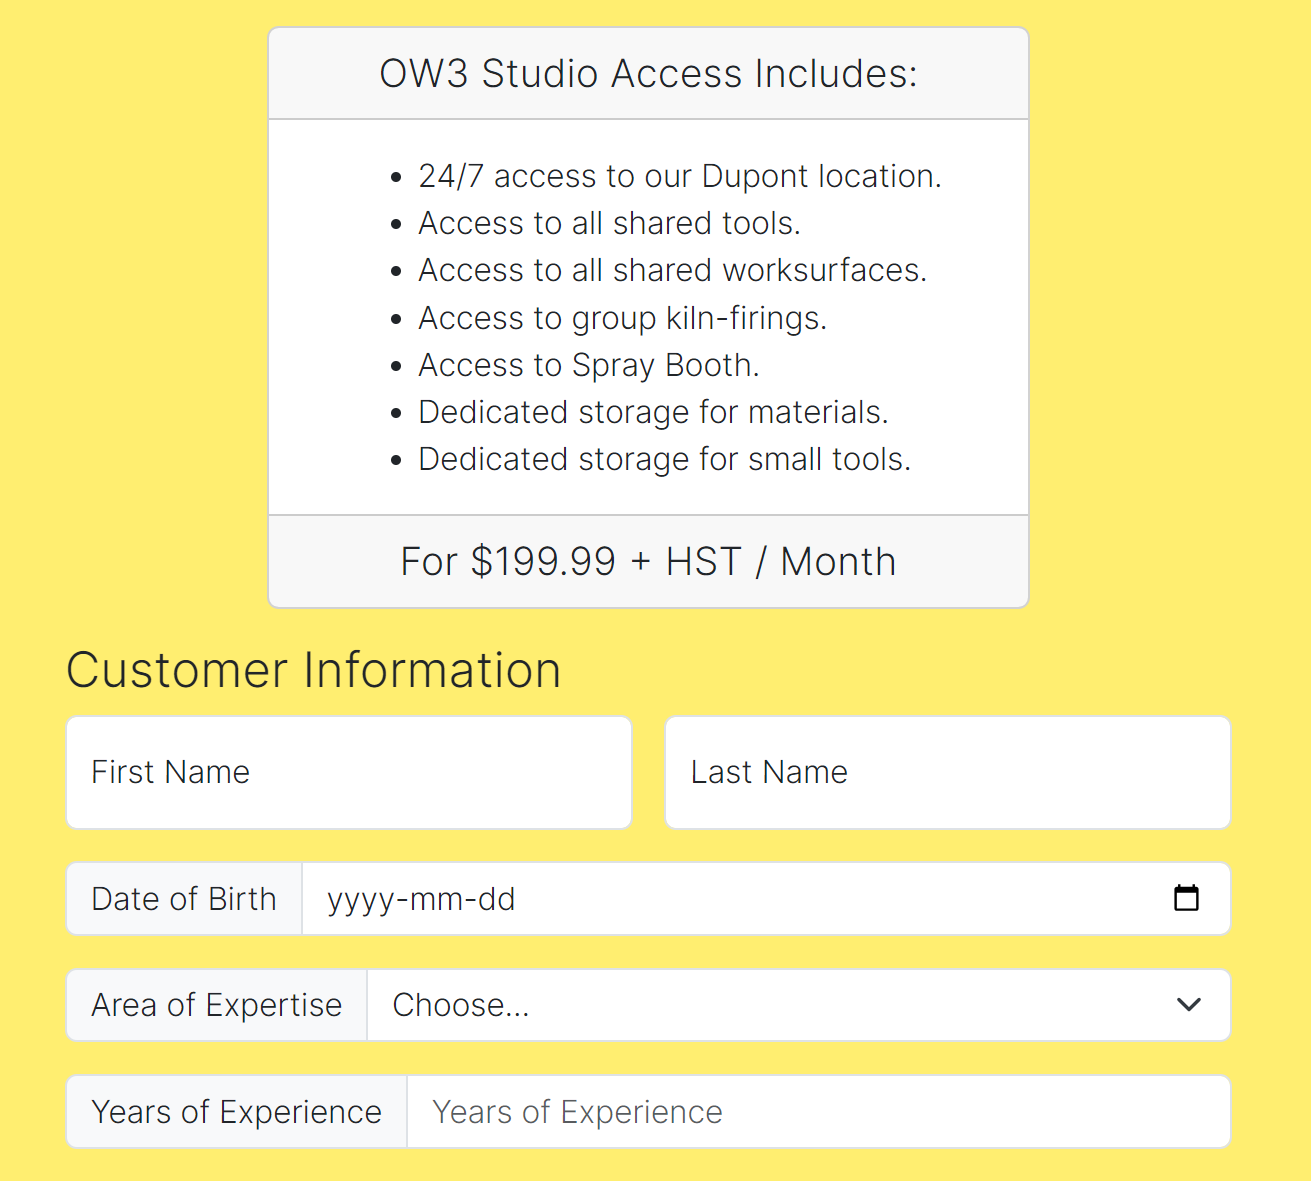 OW3 Studio Access Includes:
• 24/7 access to our Dupont location.
• Access to all shared tools.
• Access to all shared worksurfaces.
• Access to group kiln-firings.
• Access to Spray Booth.
• Dedicated storage for materials.
• Dedicated storage for small tools.
For $199.99 + HST / Month
Customer Information
First Name
Last Name
Date of Birth yyyy-mm-dd
Area of Expertise Choose...
Years of Experience Years of Experience